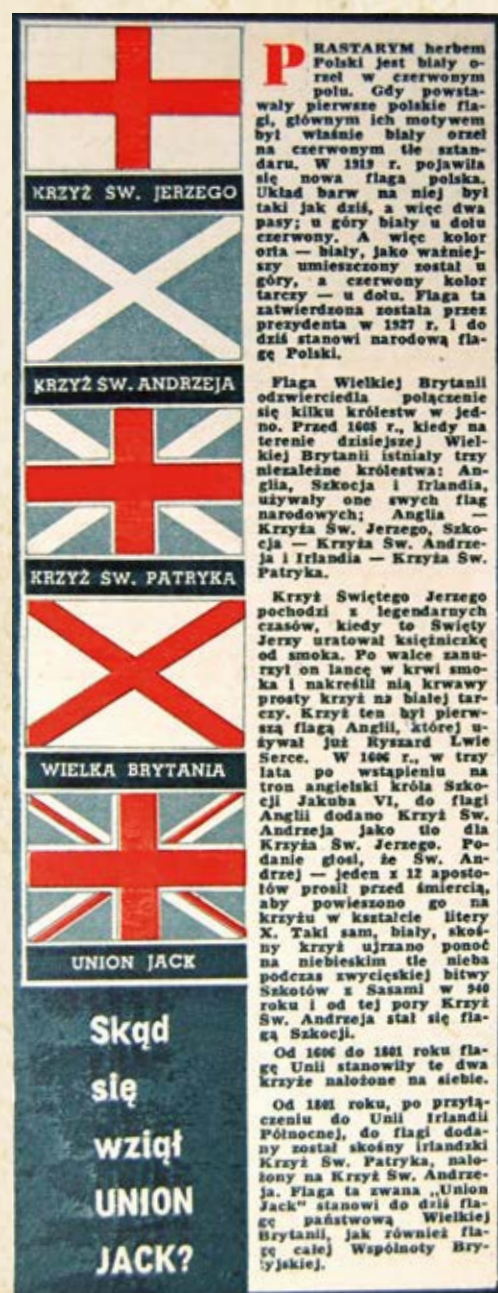 KRZYŻ ŚW. JERZEGO
KRZYŻ ŚW. ANDRZEJA
KRZYŻ ŚW. PATRYKA
WIELKA BRYTANIA
UNION JACK
Skąd
się
wziął
UNION
JACK?
PRASTARYM herbem
Polski jest biały o-
rzeł w czerwonym
polu. Gdy powsta-
wały pierwsze polskie fla-
gi, głównym ich motywem
był właśnie biały orzeł
na czerwonym tle sztan-
daru. W 1919 r. pojawiła
się nowa flaga polska.
Układ barw na niej był
taki jak dziś, a więc dwa
pasy; u góry biały u dołu
czerwony. A więc kolor
orła — biały, jako ważniej-
szy umieszczony został u
góry, a czerwony kolor
tarczy — u dołu. Flaga ta
zatwierdzona została przez
prezydenta w 1927 r. i do
dziś stanowi narodową fla-
gę Polski.
Flaga Wielkiej Brytanii
odzwierciedla połączenie
się kilku królestw w jed-
no. Przed 1608 r., kiedy na
terenie dzisiejszej Wiel-
kiej Brytanii istniały trzy
niezależne królestwa: An-
glia, Szkocja i Irlandia,
używały one swych flag
narodowych; Anglia —
Krzyża Św. Jerzego, Szko-
cja — Krzyża Św. Andrze-
ja i Irlandia — Krzyża Św.
Patryka.
Krzyż Świętego Jerzego
pochodzi z legendarnych
czasów, kiedy to Święty
Jerzy uratował księżniczkę
od smoka. Po walce zanu-
rzył on lancę w krwi smo-
ka i nakreślił nią krwawy
prosty krzyż na białej tar-
czy. Krzyż ten był pierw-
szą flagą Anglii, której u-
żywał już Ryszard Lwie
Serce. W 1606 r., w trzy
lata po wstąpieniu na
tron angielski króla Szko-
cji Jakuba VI, do flagi
Anglii dodano Krzyż Św.
Andrzeja jako tło dla
Krzyża Św. Jerzego. Po-
danie głosi, że Św. An-
drzej — jeden z 12 aposto-
łów prosił przed śmiercią,
aby powieszono go na
krzyżu w kształcie litery
X. Taki sam, biały, skoś-
ny krzyż ujrzano ponoć
na niebieskim tle nieba
podczas zwycięskiej bitwy
Szkotów z Sasami w 940
roku i od tej pory Krzyż
Św. Andrzeja stał się fla-
gą Szkocji.
Od 1606 do 1801 roku fla-
gę Unii stanowiły te dwa
krzyże nałożone na siebie.
Od 1801 roku, po przyłą-
czeniu do Unii Irlandii
Północnej, do flagi doda-
ny został skośny irlandzki
Krzyż Św. Patryka, nało-
żony na Krzyż Św. Andrze-
ja. Flaga ta zwana „Union
Jack" stanowi do dziś fla-
gę państwową Wielkiej
Brytanii, jak również fla-
gę całej Wspólnoty Bry-
tyjskiej.